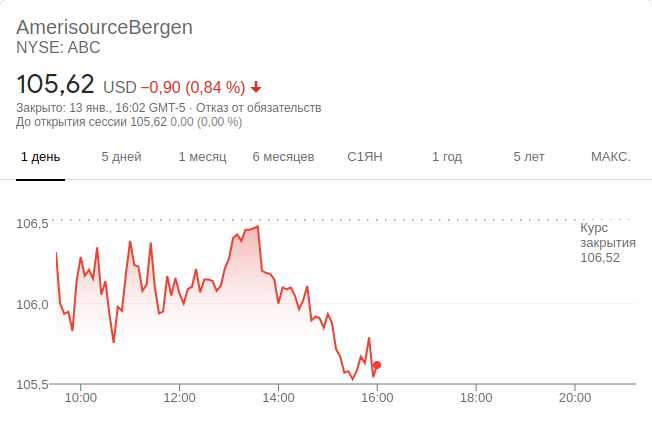 AmerisourceBergen
NYSE: ABC
105,62 USD −0,90 (0,84 %)
Закрыто: 13 янв., 16:02 GMT-5 · Отказ от обязательств
До открытия сессии 105,62 0,00 (0,00 %)
1 день 5 дней 1 месяц 6 месяцев С1ЯН 1 год 5 лет МАКС.
106,5
Курс
закрытия
106,52
106,0
105,5
10:00 12:00 14:00 16:00 18:00 20:00